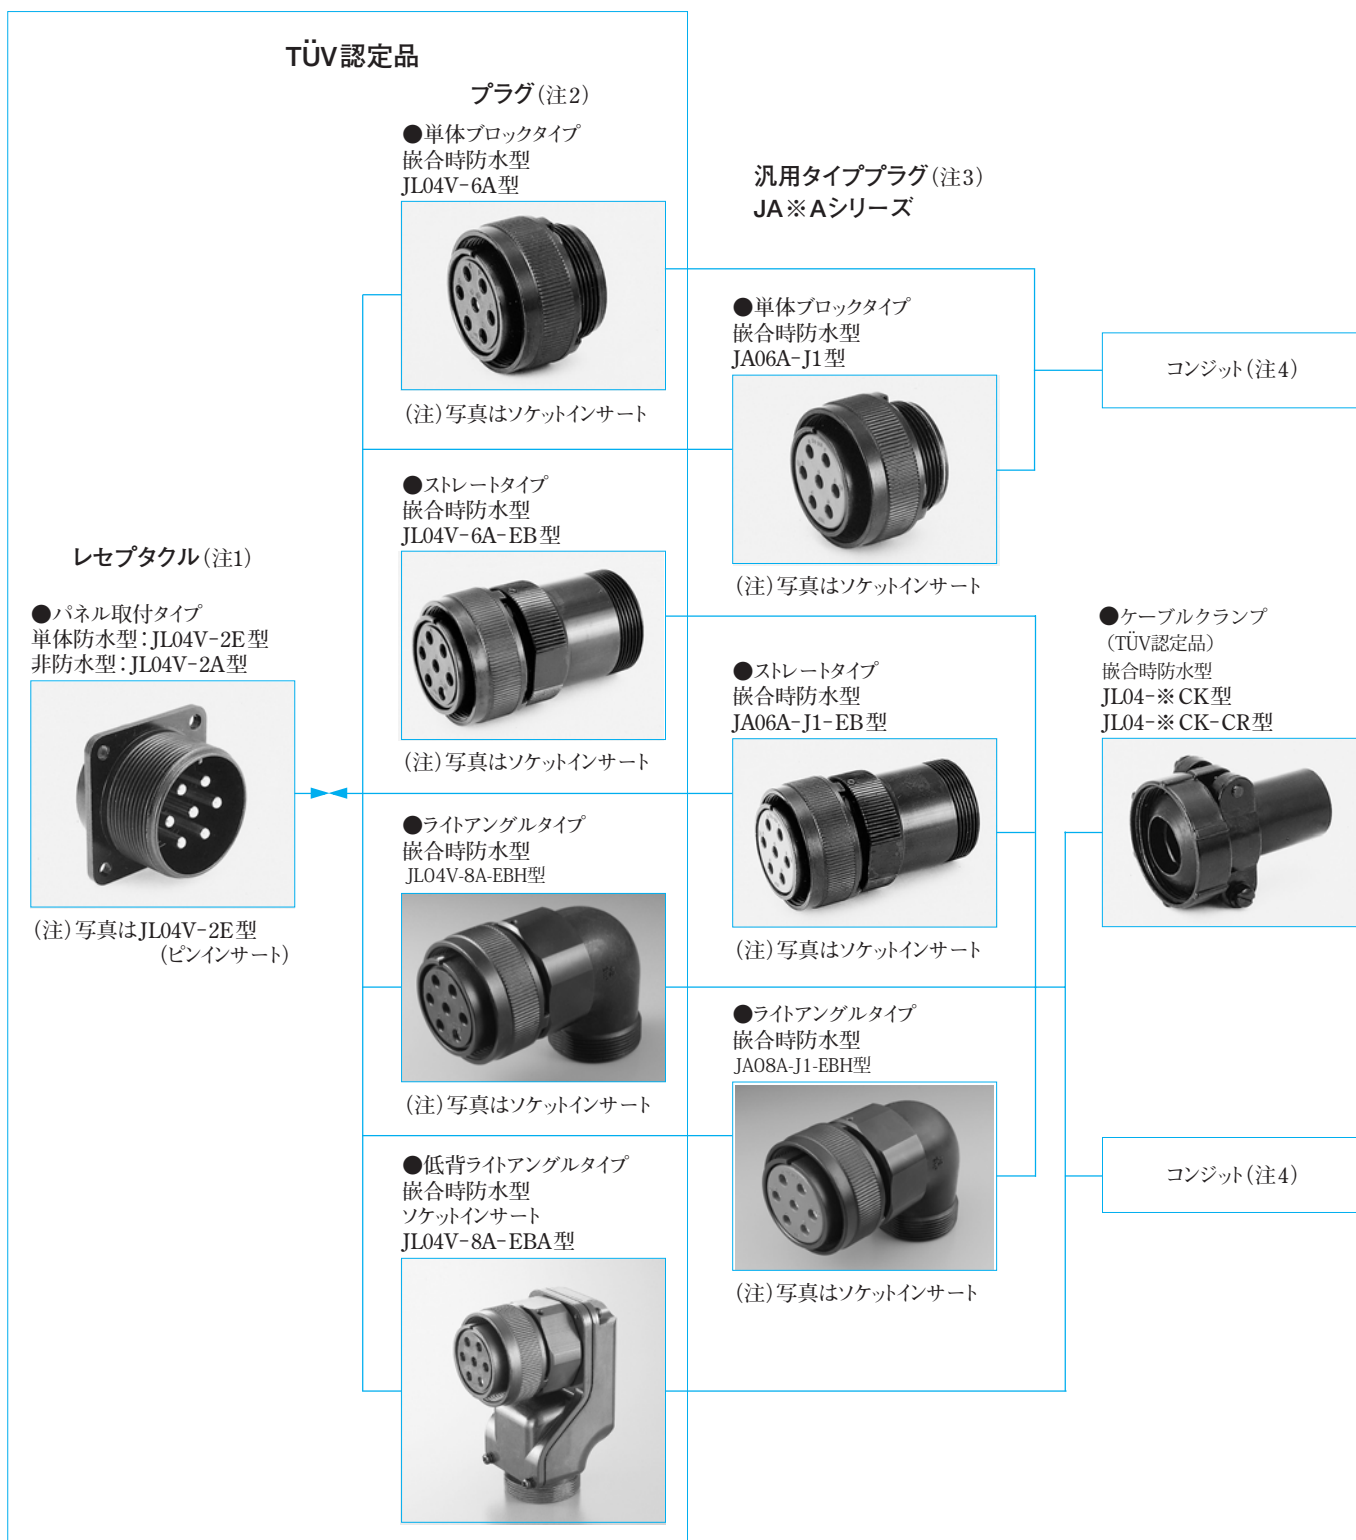 TÜV認定品
プラグ(注2)
●単体ブロックタイプ
嵌合時防水型
JL04V-6A型
(注)写真はソケットインサート
●ストレートタイプ
嵌合時防水型
JL04V-6A-EB型
(注)写真はソケットインサート
レセプタクル(注1)
●パネル取付タイプ
単体防水型:JL04V-2E型
非防水型:JL04V-2A型
(注)写真はJL04V-2E型
(ピンインサート)
●ライトアングルタイプ
嵌合時防水型
JL04V-8A-EBH型
(注)写真はソケットインサート
●低背ライトアングルタイプ
嵌合時防水型
ソケットインサート
JL04V-8A-EBA型
汎用タイププラグ(注3)
JA※Aシリーズ
●単体ブロックタイプ
嵌合時防水型
JA06A-J1型
(注)写真はソケットインサート
●ストレートタイプ
嵌合時防水型
JA06A-J1-EB型
(注)写真はソケットインサート
●ライトアングルタイプ
嵌合時防水型
JA08A-J1-EBH型
(注)写真はソケットインサート
コンジット(注4)
●ケーブルクランプ
(TÜV認定品)
嵌合時防水型
JL04-※CK型
JL04-※CK-CR型
コンジット(注4)